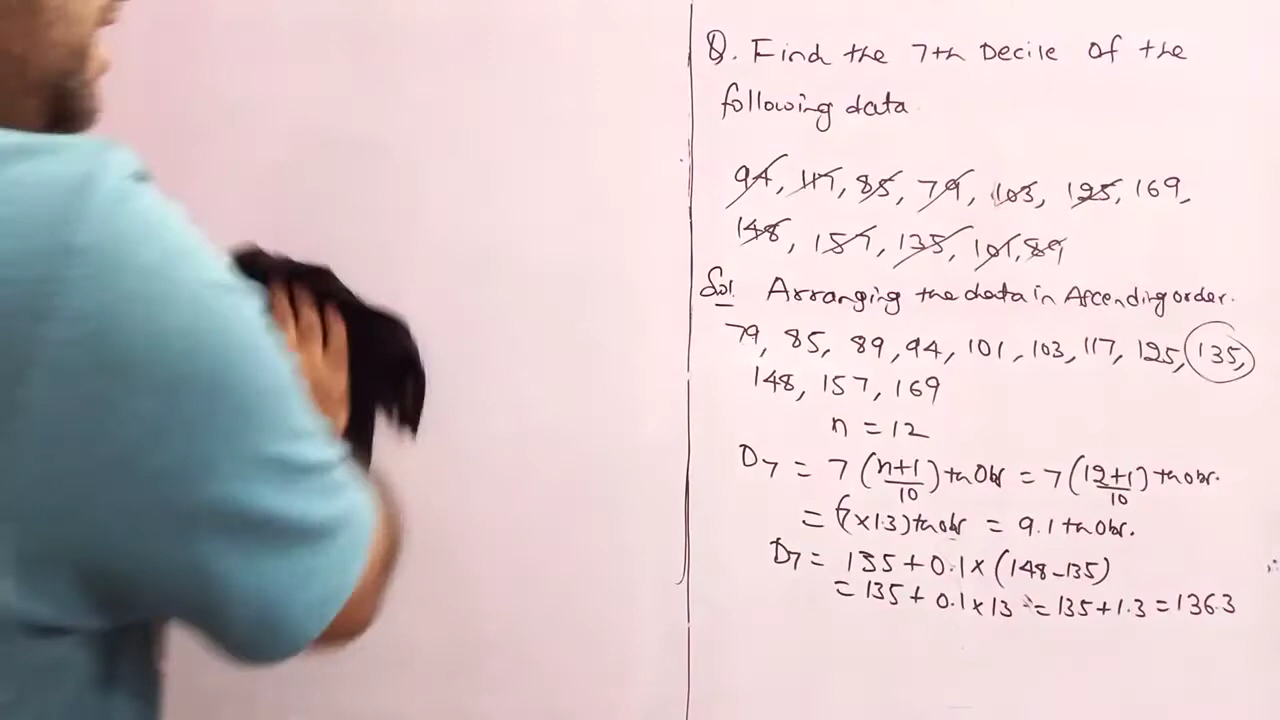 Q. Find the 7th Decile of the
following data
94, 117, 85, 79, 103, 125, 169,
148, 157, 135, 101, 89
Sol. Arranging the data in Ascending order.
79, 85, 89, 94, 101, 103, 117, 125, 135,
148, 157, 169
n = 12
D7 = 7 (n+1/10) th Obr = 7 (12+1/10) th obr.
= (7×1.3) th obr = 9.1 th Obr.
D7 = 135 + 0.1 × (148-135)
= 135 + 0.1 × 13 = 135 + 1.3 = 136.3